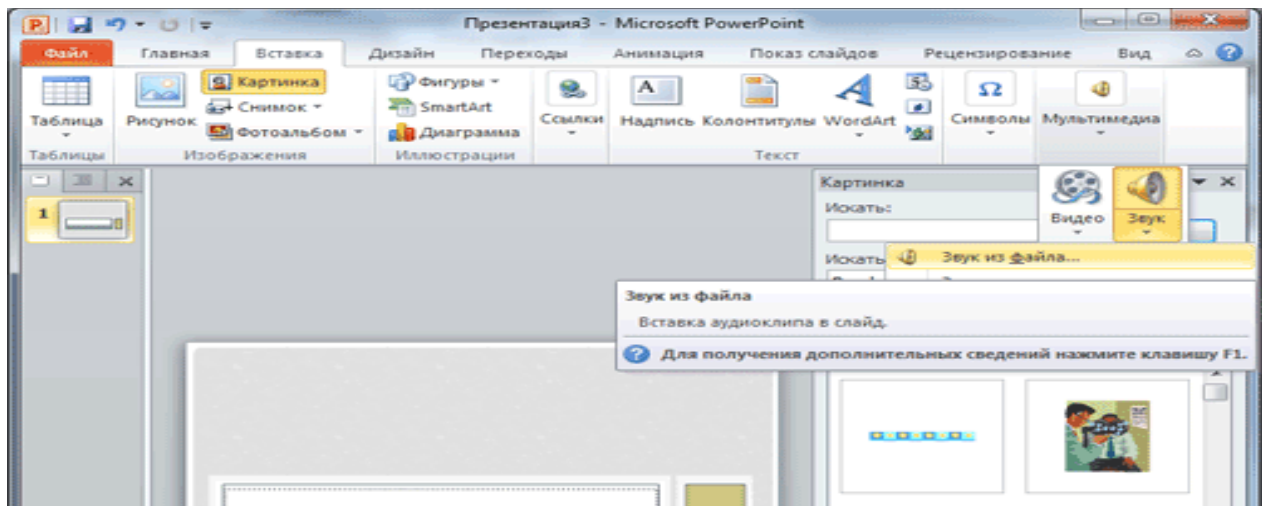 Презентация3 - Microsoft PowerPoint
Файл Главная Вставка Дизайн Переходы Анимация Показ слайдов Рецензирование Вид
Таблица
Рисунок
Картинка
Снимок
Фотоальбом
Фигуры
SmartArt
Диаграмма
Ссылки
Надпись
Колонтитулы
WordArt
Символы
Мультимедиа
Таблицы Изображения Иллюстрации Текст
1
Картинка
Искать:
Видео
Звук
Искать
Звук из файла...
Звук из файла
Вставка аудиоклипа в слайд.
Для получения дополнительных сведений нажмите клавишу F1.